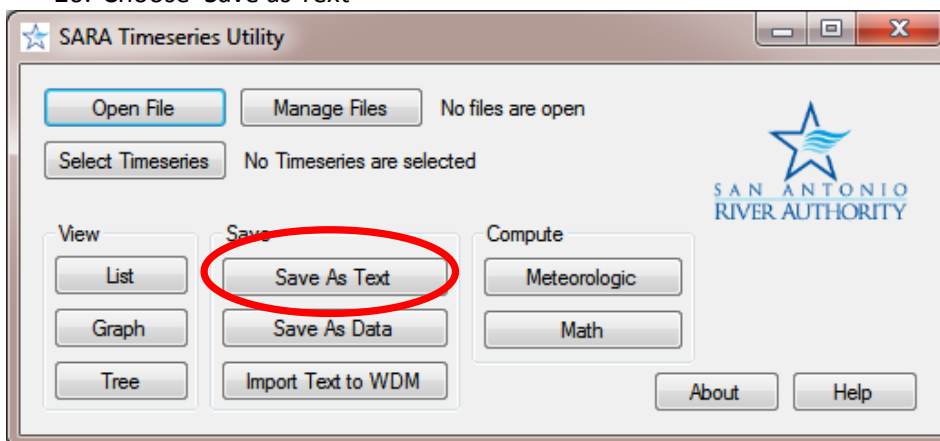 SARA Timeseries Utility
Open File
Manage Files
No files are open
Select Timeseries
No Timeseries are selected
SAN ANTONIO
RIVER AUTHORITY
View
Save
Compute
List
Save As Text
Meteorologic
Graph
Save As Data
Math
Tree
Import Text to WDM
About
Help